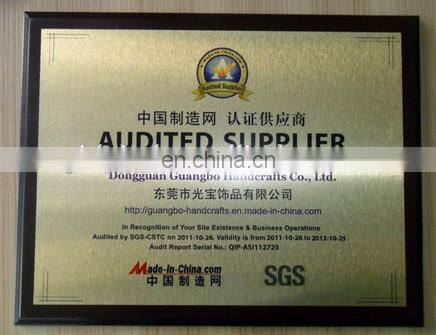 Made-in-China.com
Audited Supplier
中国制造网 认证供应商
AUDITED SUPPLIER
en.china.cn
Dongguan Guangbo Handcrafts Co., Ltd.
东莞市光宝饰品有限公司
http://guangbo-handcrafts.en.made-in-china.com/
In Recognition of Your Site Existence & Business Operations
Audited by SGS-CSTC on 2011-10-26, Validity is from 2011-10-26 to 2012-10-25
Audit Report Serial No.: QIP-ASI112725
Made-in-China.com
中国制造网
SGS